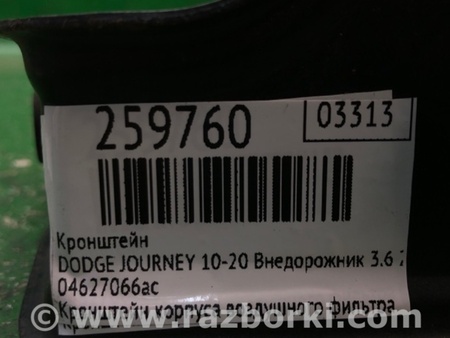 259760
03313
Кронштейн
DODGE JOURNEY 10-20 Внедорожник 3.6
04627066ac
Кронштейн корпуса воздушного фильтра
www.razborki.com